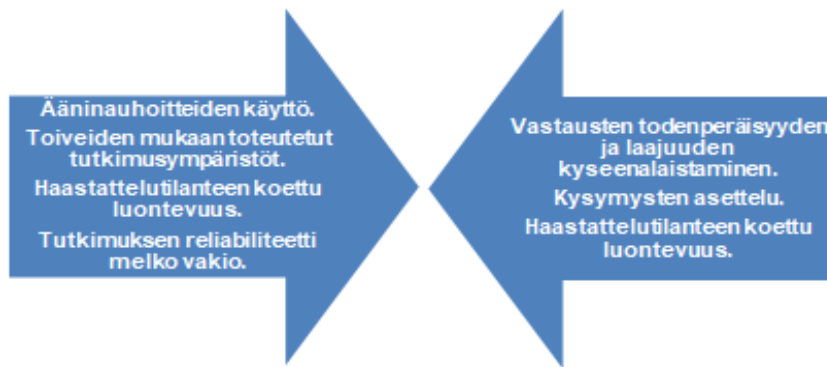 Ääninauhoitteiden käyttö.
Toiveiden mukaan toteutetut
tutkimusympäristöt.
Haastattelutilanteen koettu
luontevuus.
Tutkimuksen reliabiliteetti
melko vakio.
Vastausten todenperäisyyden
ja laajuuden
kyseenalaistaminen.
Kysymysten asettelu.
Haastattelutilanteen koettu
luontevuus.